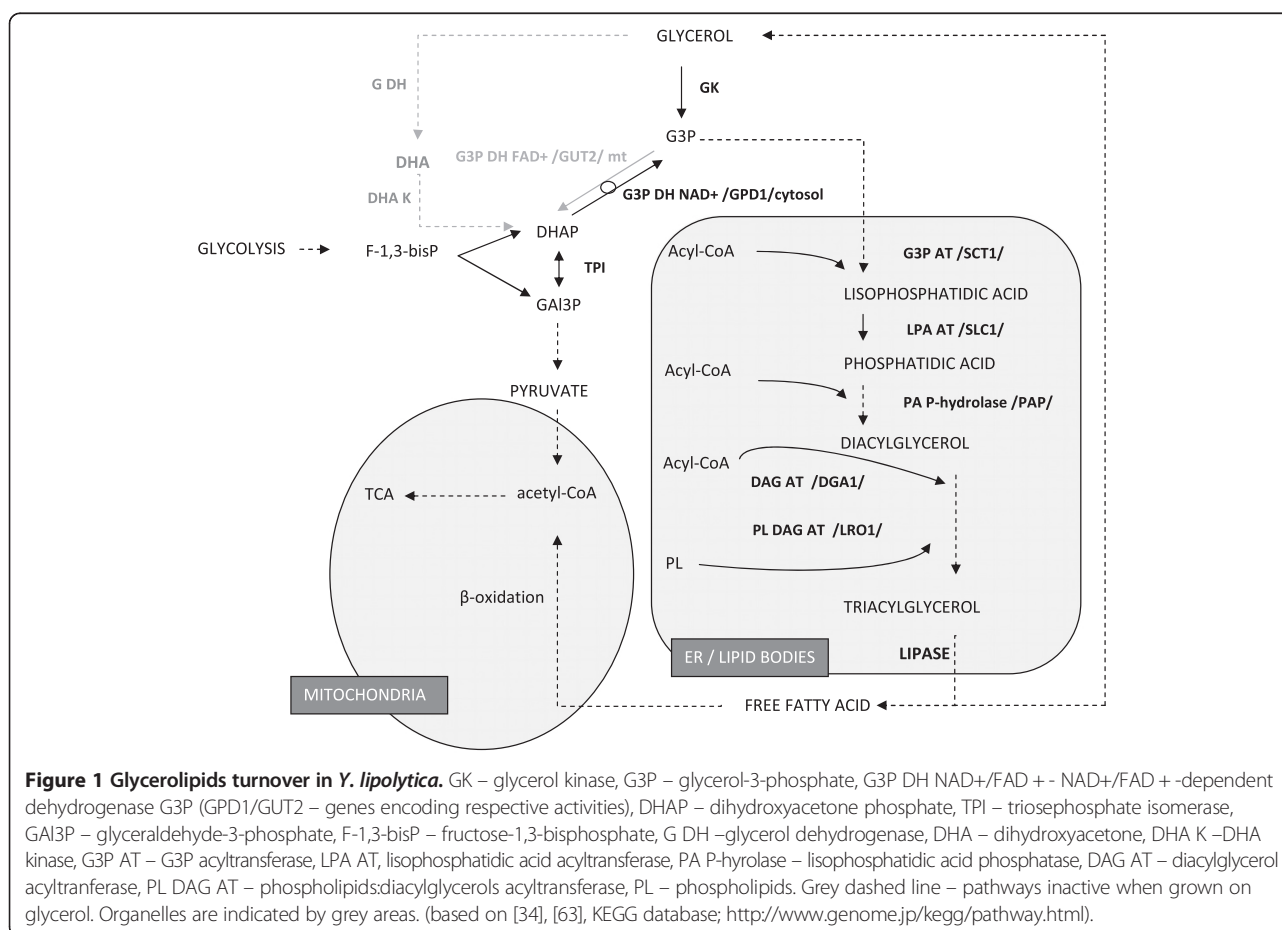 GLYCEROL
G DH
GK
G3P
DHA
G3P DH FAD+ /GUT2/ mt
DHA K
G3P DH NAD+ /GPD1/cytosol
DHAP
GLYCOLYSIS
F-1,3-bisP
TPI
GAl3P
Acyl-CoA
G3P AT /SCT1/
LISOPHOSPHATIDIC ACID
LPA AT /SLC1/
PHOSPHATIDIC ACID
Acyl-CoA
PA P-hydrolase /PAP/
DIACYLGLYCEROL
Acyl-CoA
DAG AT /DGA1/
PL DAG AT /LRO1/
PL
TRIACYLGLYCEROL
ER / LIPID BODIES
LIPASE
PYRUVATE
TCA
acetyl-CoA
β-oxidation
MITOCHONDRIA
FREE FATTY ACID
Figure 1 Glycerolipids turnover in Y. lipolytica. GK – glycerol kinase, G3P – glycerol-3-phosphate, G3P DH NAD+/FAD + - NAD+/FAD + -dependent
dehydrogenase G3P (GPD1/GUT2 – genes encoding respective activities), DHAP – dihydroxyacetone phosphate, TPI – triosephosphate isomerase,
GAl3P – glyceraldehyde-3-phosphate, F-1,3-bisP – fructose-1,3-bisphosphate, G DH –glycerol dehydrogenase, DHA – dihydroxyacetone, DHA K –DHA
kinase, G3P AT – G3P acyltransferase, LPA AT, lisophosphatidic acid acyltransferase, PA P-hyrolase – lisophosphatidic acid phosphatase, DAG AT – diacylglycerol
acyltranferase, PL DAG AT – phospholipids:diacylglycerols acyltransferase, PL – phospholipids. Grey dashed line – pathways inactive when grown on
glycerol. Organelles are indicated by grey areas. (based on [34], [63], KEGG database; http://www.genome.jp/kegg/pathway.html).